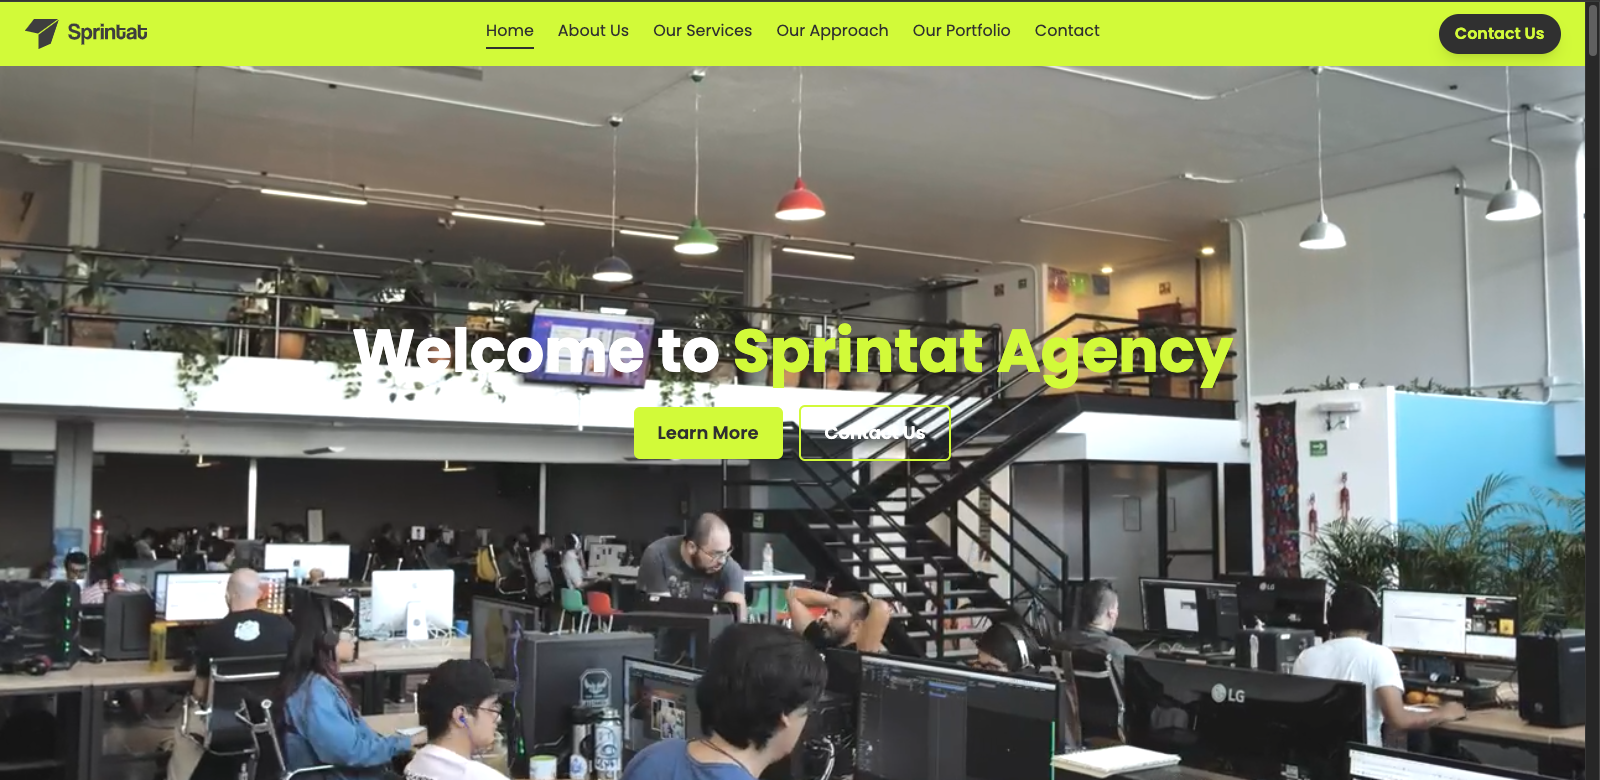 Sprintat
Home About Us Our Services Our Approach Our Portfolio Contact
Contact Us
Welcome to Sprintat Agency
Learn More
Contact Us
LG
LG